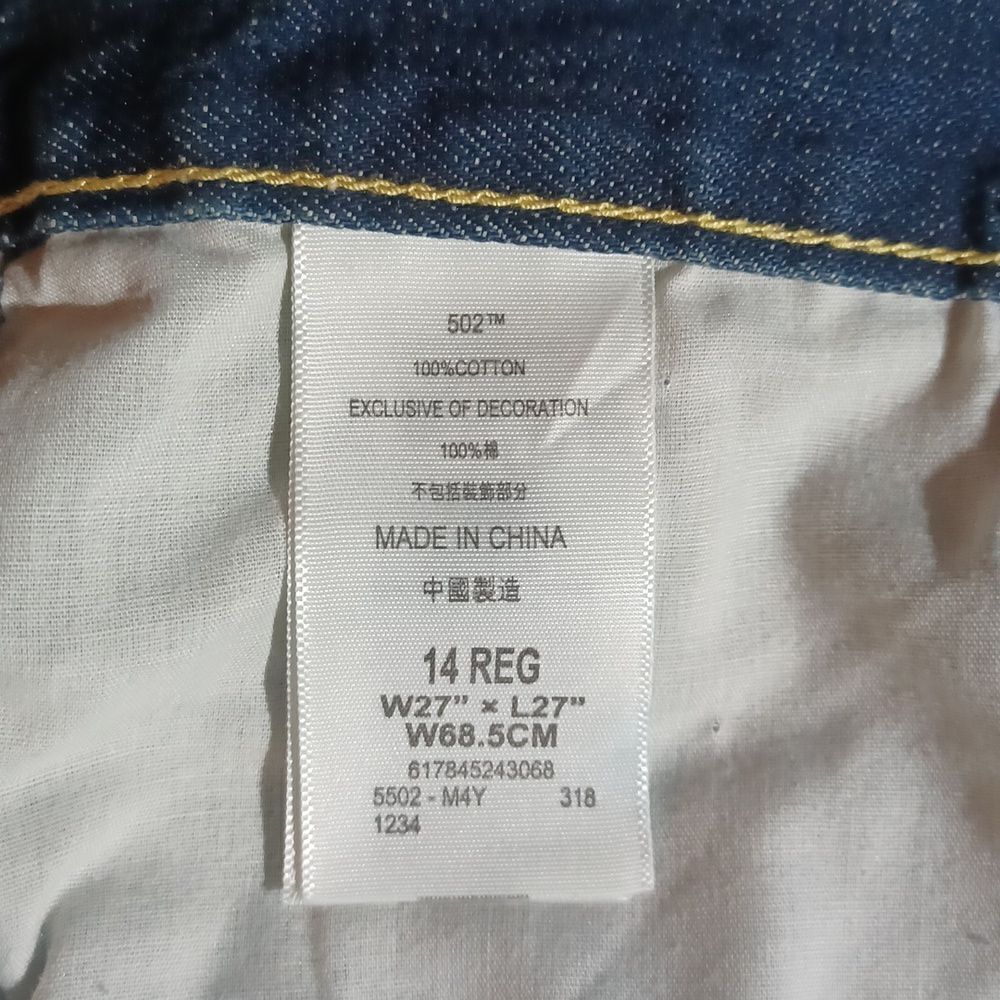 502™
100%COTTON
EXCLUSIVE OF DECORATION
100%棉
不包括裝飾部分
MADE IN CHINA
中國製造
14 REG
W27” × L27”
W68.5CM
617845243068
5502 - M4Y 318
1234